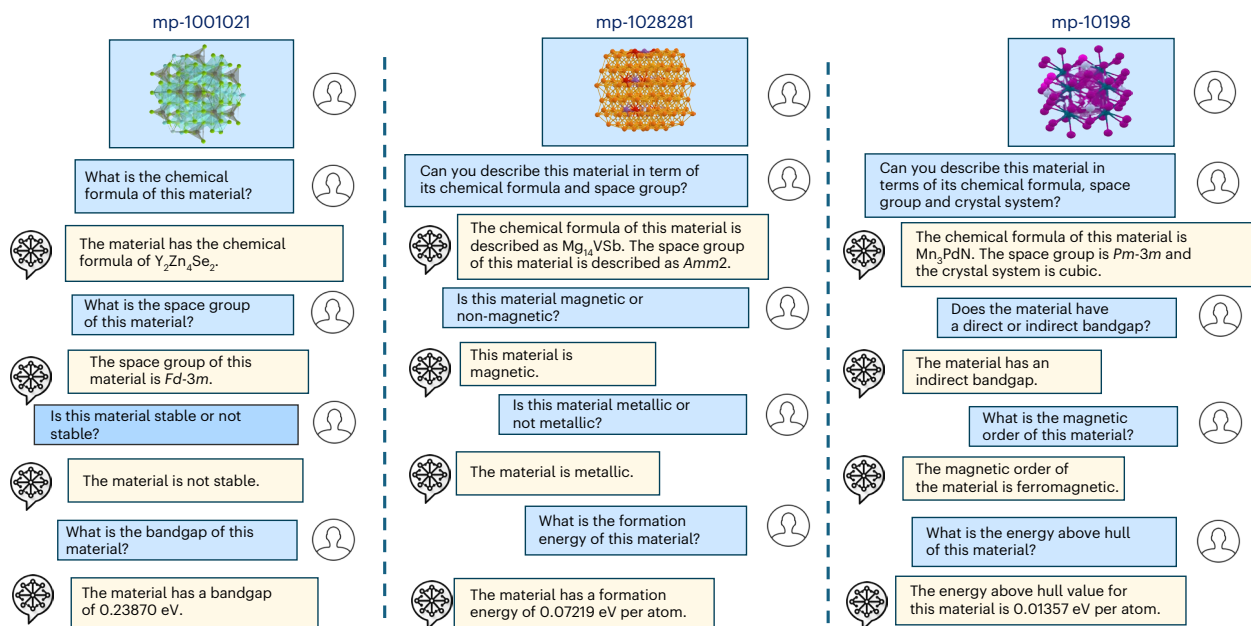 mp-1001021
What is the chemical
formula of this material?
The material has the chemical
formula of Y₂Zn₄Se₂.
What is the space group
of this material?
The space group of this
material is Fd-3m.
Is this material stable or not
stable?
The material is not stable.
What is the bandgap of this
material?
The material has a bandgap
of 0.23870 eV.
mp-1028281
Can you describe this material in term of
its chemical formula and space group?
The chemical formula of this material is
described as Mg₁₄VSb. The space group
of this material is described as Amm2.
Is this material magnetic or
non-magnetic?
This material is
magnetic.
Is this material metallic or
not metallic?
The material is metallic.
What is the formation
energy of this material?
The material has a formation
energy of 0.07219 eV per atom.
mp-10198
Can you describe this material in
terms of its chemical formula, space
group and crystal system?
The chemical formula of this material is
Mn₃PdN. The space group is Pm-3m and
the crystal system is cubic.
Does the material have
a direct or indirect bandgap?
The material has an
indirect bandgap.
What is the magnetic
order of this material?
The magnetic order of
the material is ferromagnetic.
What is the energy above hull
of this material?
The energy above hull value for
this material is 0.01357 eV per atom.